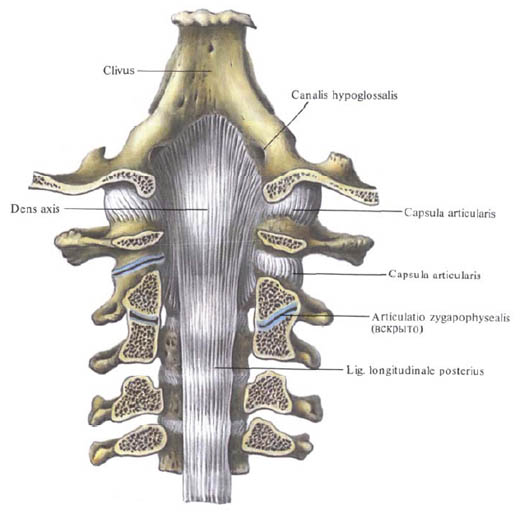 Clivus
Canalis hypoglossalis
Dens axis
Capsula articularis
Capsula articularis
Articulatio zygapophysealis
(вскрыто)
Lig. longitudinale posterius